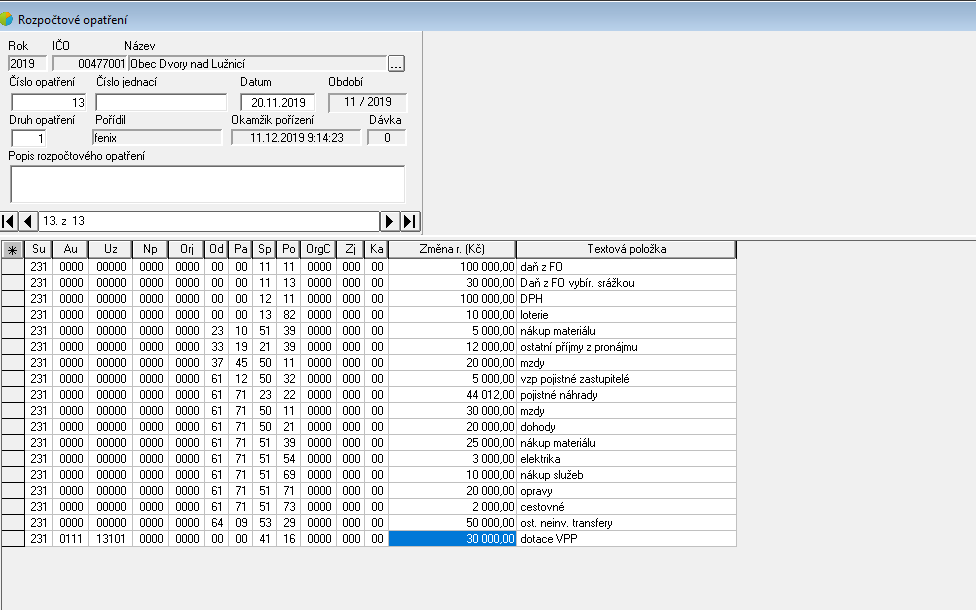 Rozpočtové opatření
Rok IČO Název
2019 00477001 Obec Dvory nad Lužnicí ...
Číslo opatření Číslo jednací Datum Období
13 20.11.2019 11 / 2019
Druh opatření Pořídil Okamžik pořízení Dávka
1 fenix 11.12.2019 9:14:23 0
Popis rozpočtového opatření
13. z 13
Su Au Uz Np Orj Od Pa Sp Po OrgC Zj Ka Změna r. (Kč) Textová položka
231 0000 00000 0000 0000 00 00 11 11 0000 000 00 100 000,00 daň z FO
231 0000 00000 0000 0000 00 00 11 13 0000 000 00 30 000,00 Daň z FO vybír. srážkou
231 0000 00000 0000 0000 00 00 12 11 0000 000 00 100 000,00 DPH
231 0000 00000 0000 0000 00 00 13 82 0000 000 00 10 000,00 loterie
231 0000 00000 0000 0000 23 10 51 39 0000 000 00 5 000,00 nákup materiálu
231 0000 00000 0000 0000 33 19 21 39 0000 000 00 12 000,00 ostatní příjmy z pronájmu
231 0000 00000 0000 0000 37 45 50 11 0000 000 00 20 000,00 mzdy
231 0000 00000 0000 0000 61 12 50 32 0000 000 00 5 000,00 vzp pojistné zastupitelé
231 0000 00000 0000 0000 61 71 23 22 0000 000 00 44 012,00 pojistné náhrady
231 0000 00000 0000 0000 61 71 50 11 0000 000 00 30 000,00 mzdy
231 0000 00000 0000 0000 61 71 50 21 0000 000 00 20 000,00 dohody
231 0000 00000 0000 0000 61 71 51 39 0000 000 00 25 000,00 nákup materiálu
231 0000 00000 0000 0000 61 71 51 54 0000 000 00 3 000,00 elektrika
231 0000 00000 0000 0000 61 71 51 69 0000 000 00 10 000,00 nákup služeb
231 0000 00000 0000 0000 61 71 51 71 0000 000 00 20 000,00 opravy
231 0000 00000 0000 0000 61 71 51 73 0000 000 00 2 000,00 cestovné
231 0000 00000 0000 0000 64 09 53 29 0000 000 00 50 000,00 ost. neinv. transfery
231 0111 13101 0000 0000 00 00 41 16 0000 000 00 30 000,00 dotace VPP